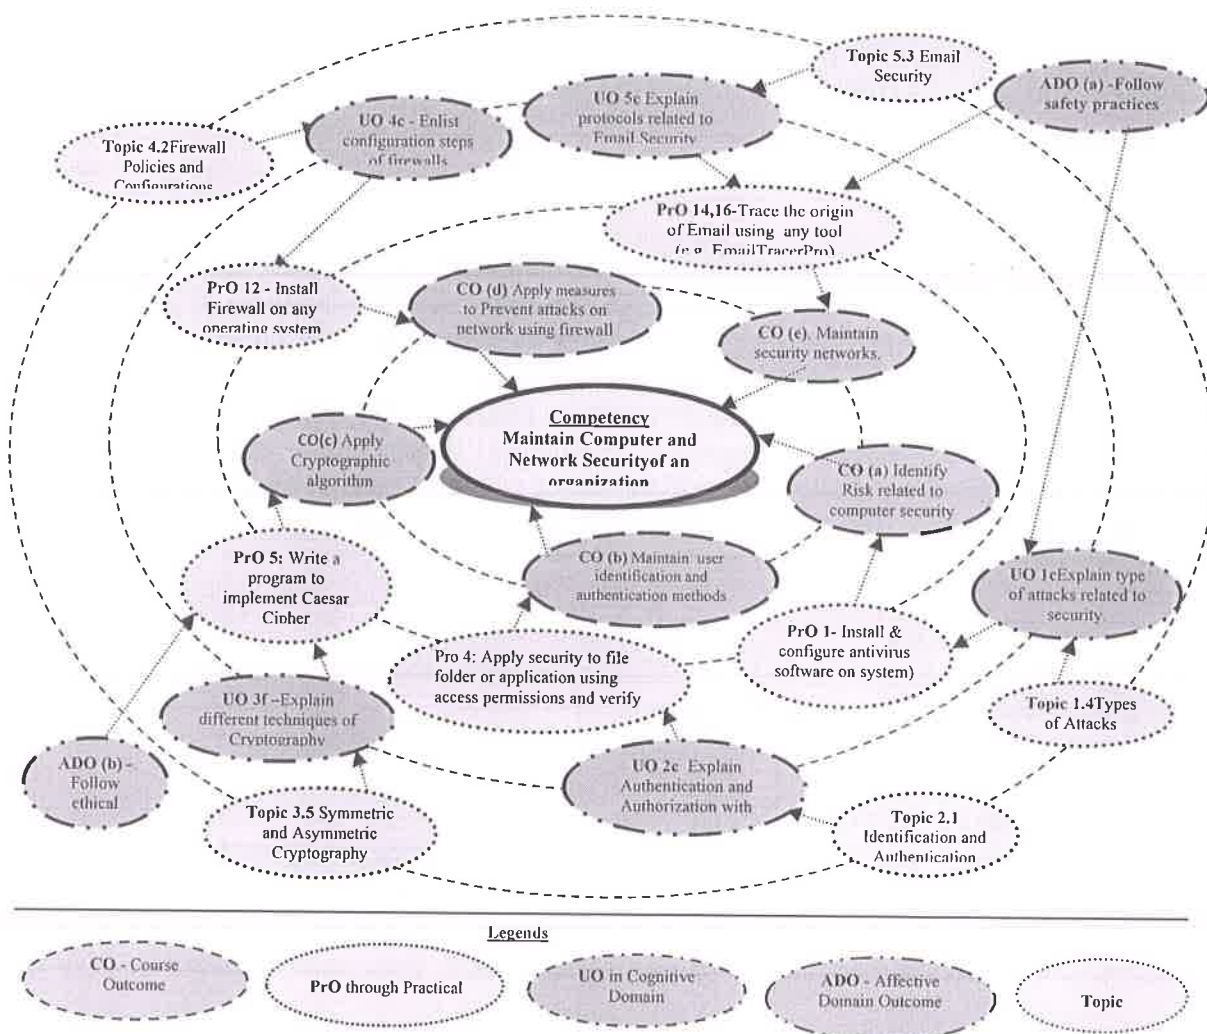 Topic 5.3 Email
Security
ADO (a) -Follow
safety practices
UO 5c Explain
protocols related to
Email Security
UO 4c - Enlist
configuration steps
of firewalls
Topic 4.2Firewall
Policies and
Configurations
PrO 14,16-Trace the origin
of Email using any tool
(e.g. EmailTracerPro)
PrO 12 - Install
Firewall on any
operating system
CO (d) Apply measures
to Prevent attacks on
network using firewall
CO (e). Maintain
security networks.
Competency
Maintain Computer and
Network Securityof an
organization
CO(c) Apply
Cryptographic
algorithm
CO (a) Identify
Risk related to
computer security
PrO 5: Write a
program to
implement Caesar
Cipher
CO (b) Maintain user
identification and
authentication methods
UO 1cExplain type
of attacks related to
security
PrO 1- Install &
configure antivirus
software on system)
Pro 4: Apply security to file
folder or application using
access permissions and verify
UO 3f –Explain
different techniques of
Cryptography
Topic 1.4Types
of Attacks
ADO (b) -
Follow
ethical
UO 2c Explain
Authentication and
Authorization with
Topic 3.5 Symmetric
and Asymmetric
Cryptography
Topic 2.1
Identification and
Authentication
Legends
CO - Course
Outcome
PrO through Practical
UO in Cognitive
Domain
ADO - Affective
Domain Outcome
Topic